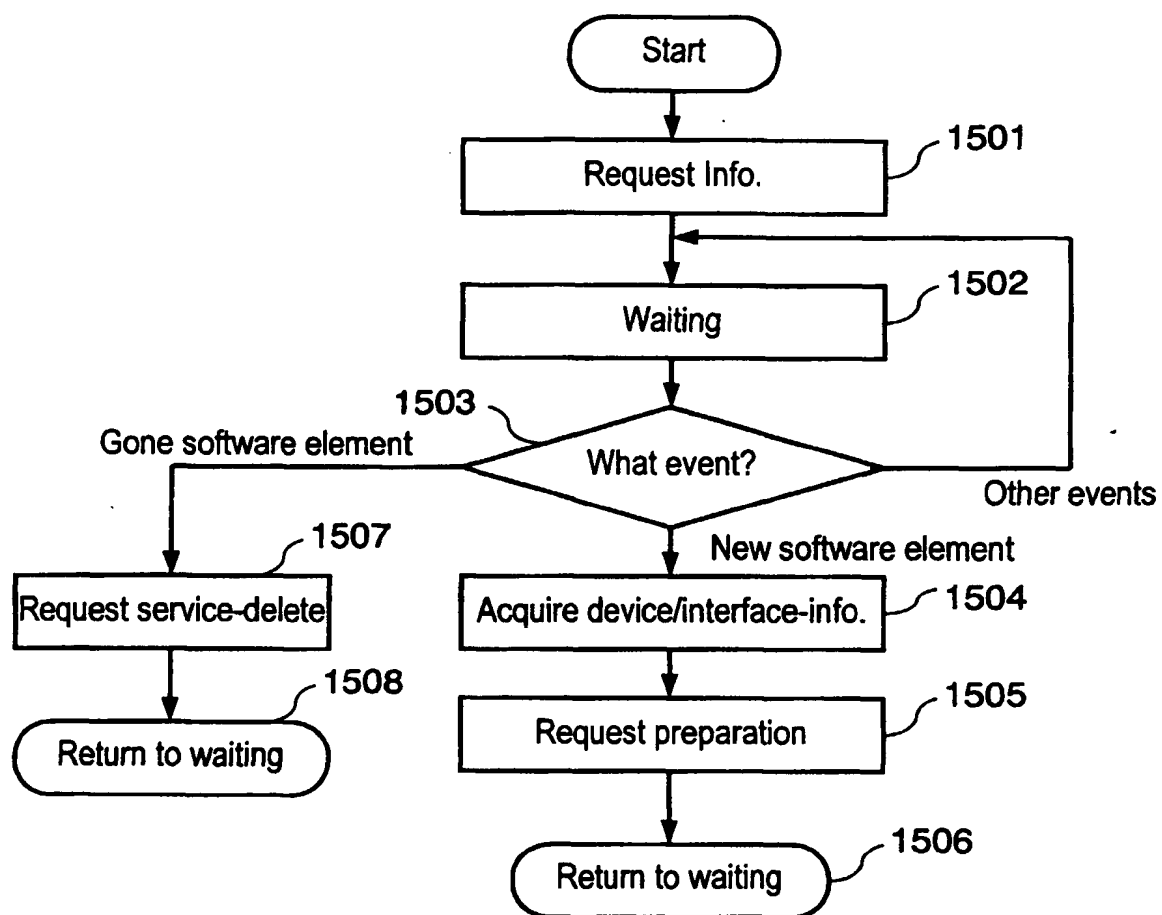 Start
1501
Request Info.
1502
Waiting
1503
Gone software element
What event?
Other events
New software element
1507
Request service-delete
1504
Acquire device/interface-info.
1508
Return to waiting
1505
Request preparation
1506
Return to waiting